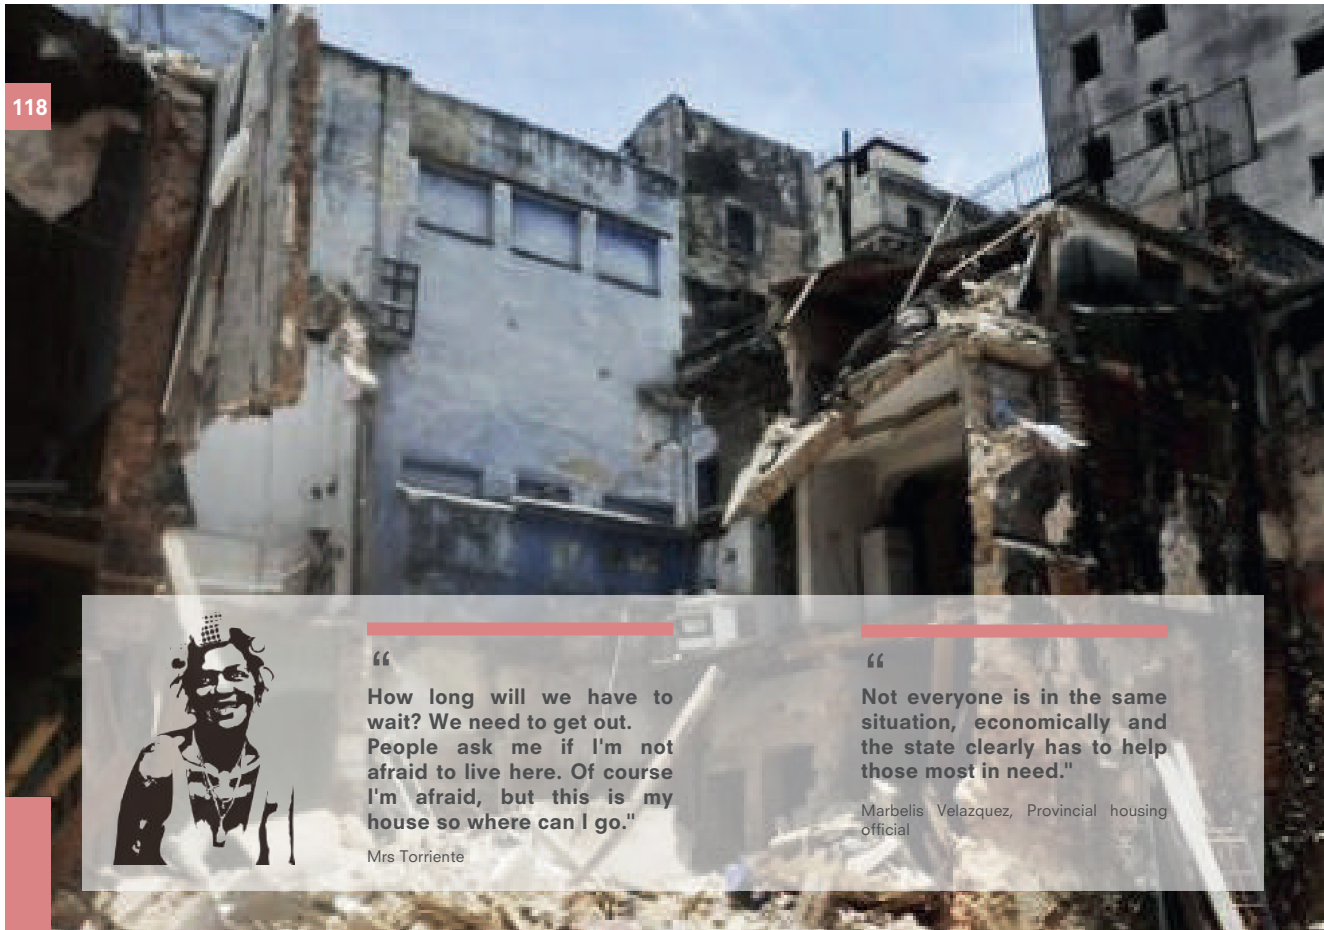 118
“
How long will we have to
wait? We need to get out.
People ask me if I'm not
afraid to live here. Of course
I'm afraid, but this is my
house so where can I go."
Mrs Torriente
“
Not everyone is in the same
situation, economically and
the state clearly has to help
those most in need."
Marbelis Velazquez, Provincial housing
official